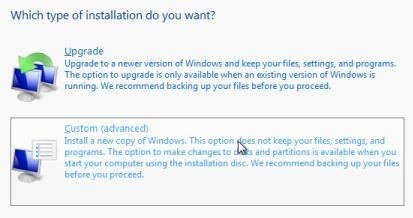 Which type of installation do you want?
Upgrade
Upgrade to a newer version of Windows and keep your files, settings, and programs.
The option to upgrade is only available when an existing version of Windows is
running. We recommend backing up your files before you proceed.
Custom (advanced)
Install a new copy of Windows. This option does not keep your files, settings, and
programs. The option to make changes to disks and partitions is available when you
start your computer using the installation disc. We recommend backing up your files
before you proceed.